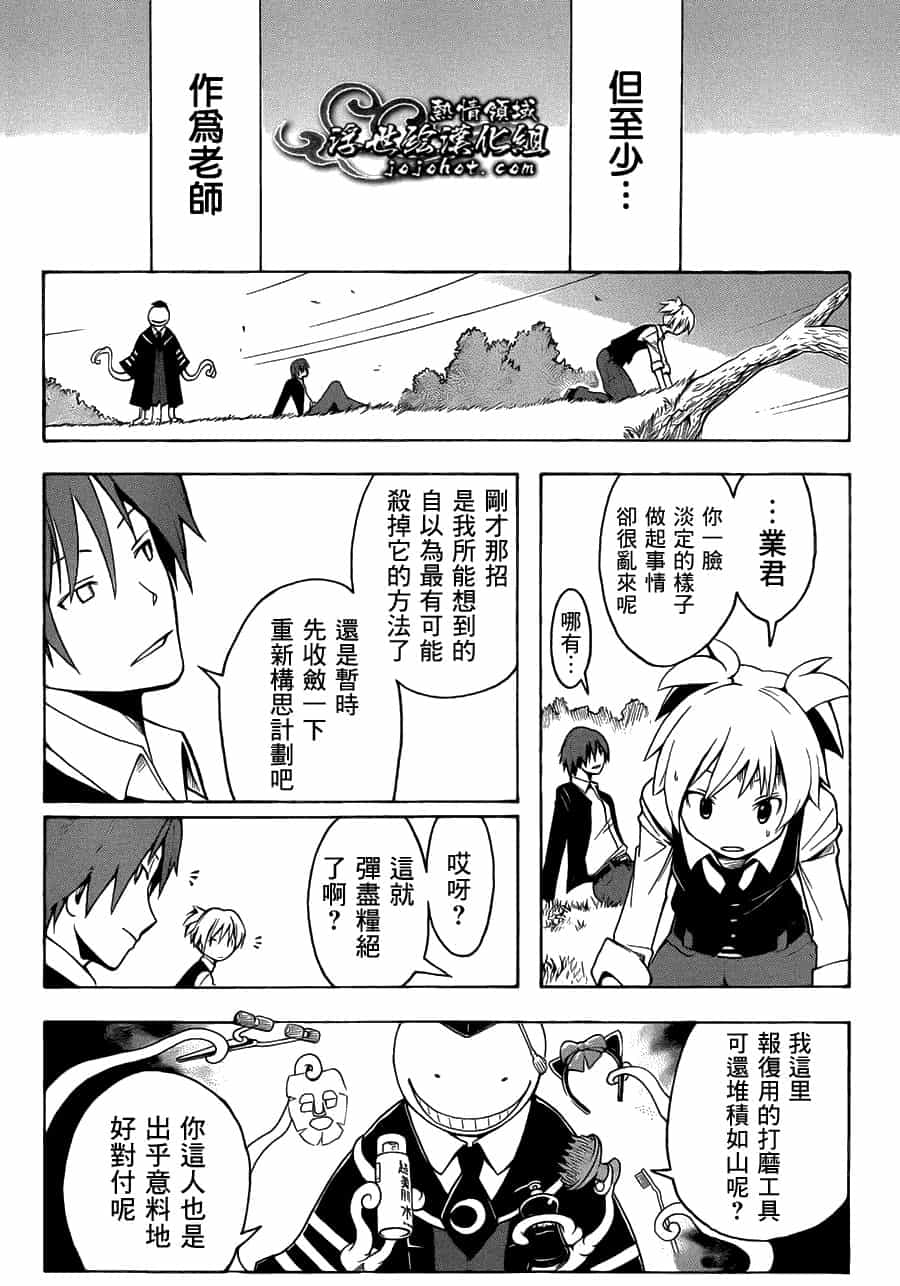 但至少…
作爲老師
熱情領域
浮世绘漢化組
jojohot.com
…業君
你一臉
淡定的樣子
做起事情
卻很亂來呢
哪有…
剛才那招
是我所能想到的
自以為最有可能
殺掉它的方法了
還是暫時
先收斂一下
重新構思計劃吧
哎呀？
這就
彈盡糧絕
了啊？
我這里
報復用的打磨工具
可還堆積如山呢？
你這人也是
出乎意料地
好對付呢